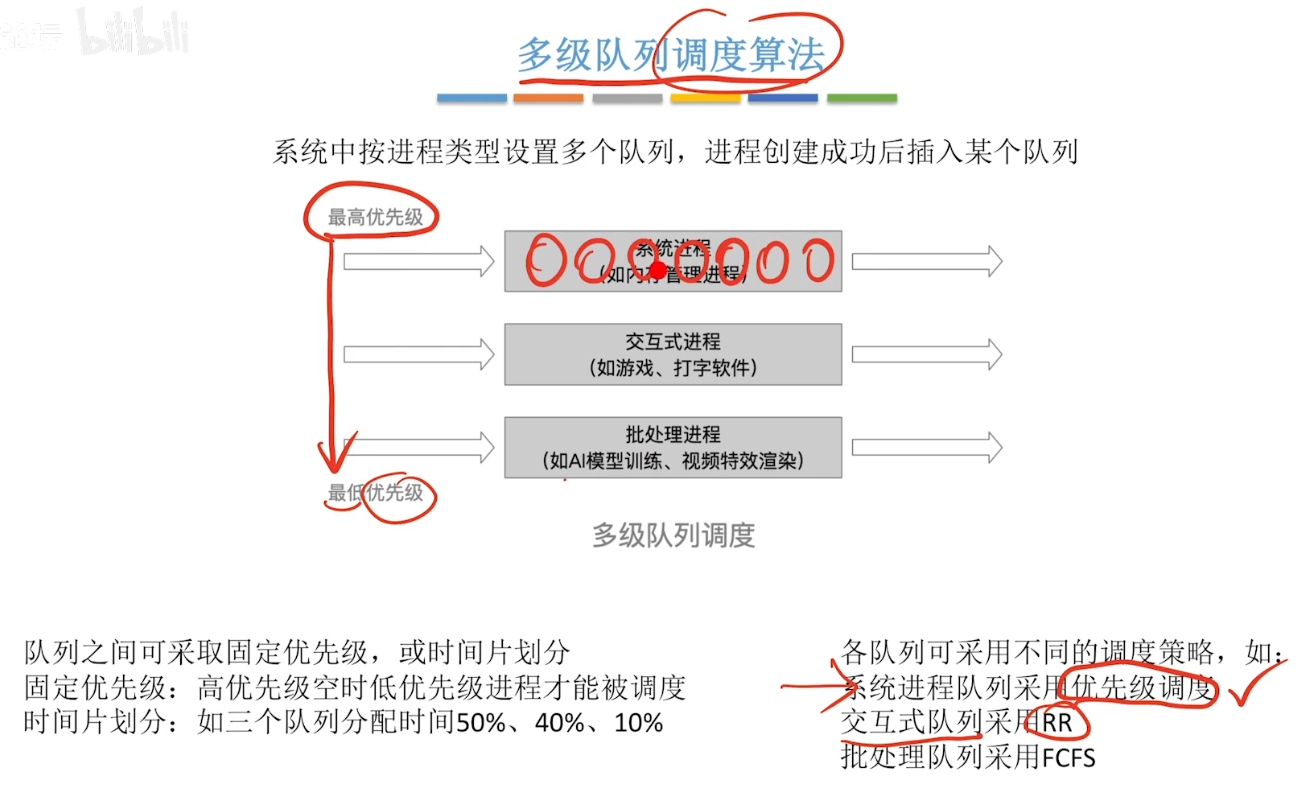 bilibili
多级队列调度算法
系统中按进程类型设置多个队列，进程创建成功后插入某个队列
最高优先级
系统进程
（如内存管理进程）
交互式进程
（如游戏、打字软件）
批处理进程
（如AI模型训练、视频特效渲染）
最低优先级
多级队列调度
队列之间可采取固定优先级，或时间片划分
固定优先级：高优先级空时低优先级进程才能被调度
时间片划分：如三个队列分配时间50%、40%、10%
各队列可采用不同的调度策略，如：
系统进程队列采用优先级调度
交互式队列采用RR
批处理队列采用FCFS